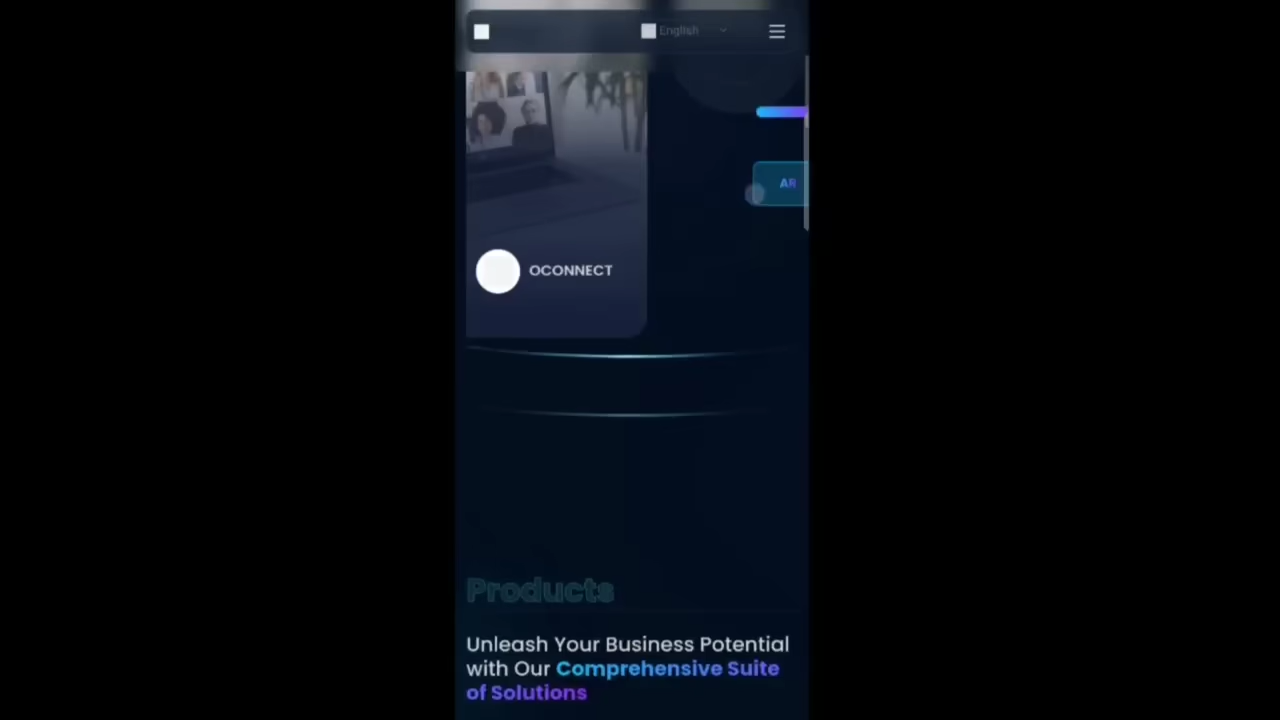 English
AR
OCONNECT
Products
Unleash Your Business Potential
with Our Comprehensive Suite
of Solutions